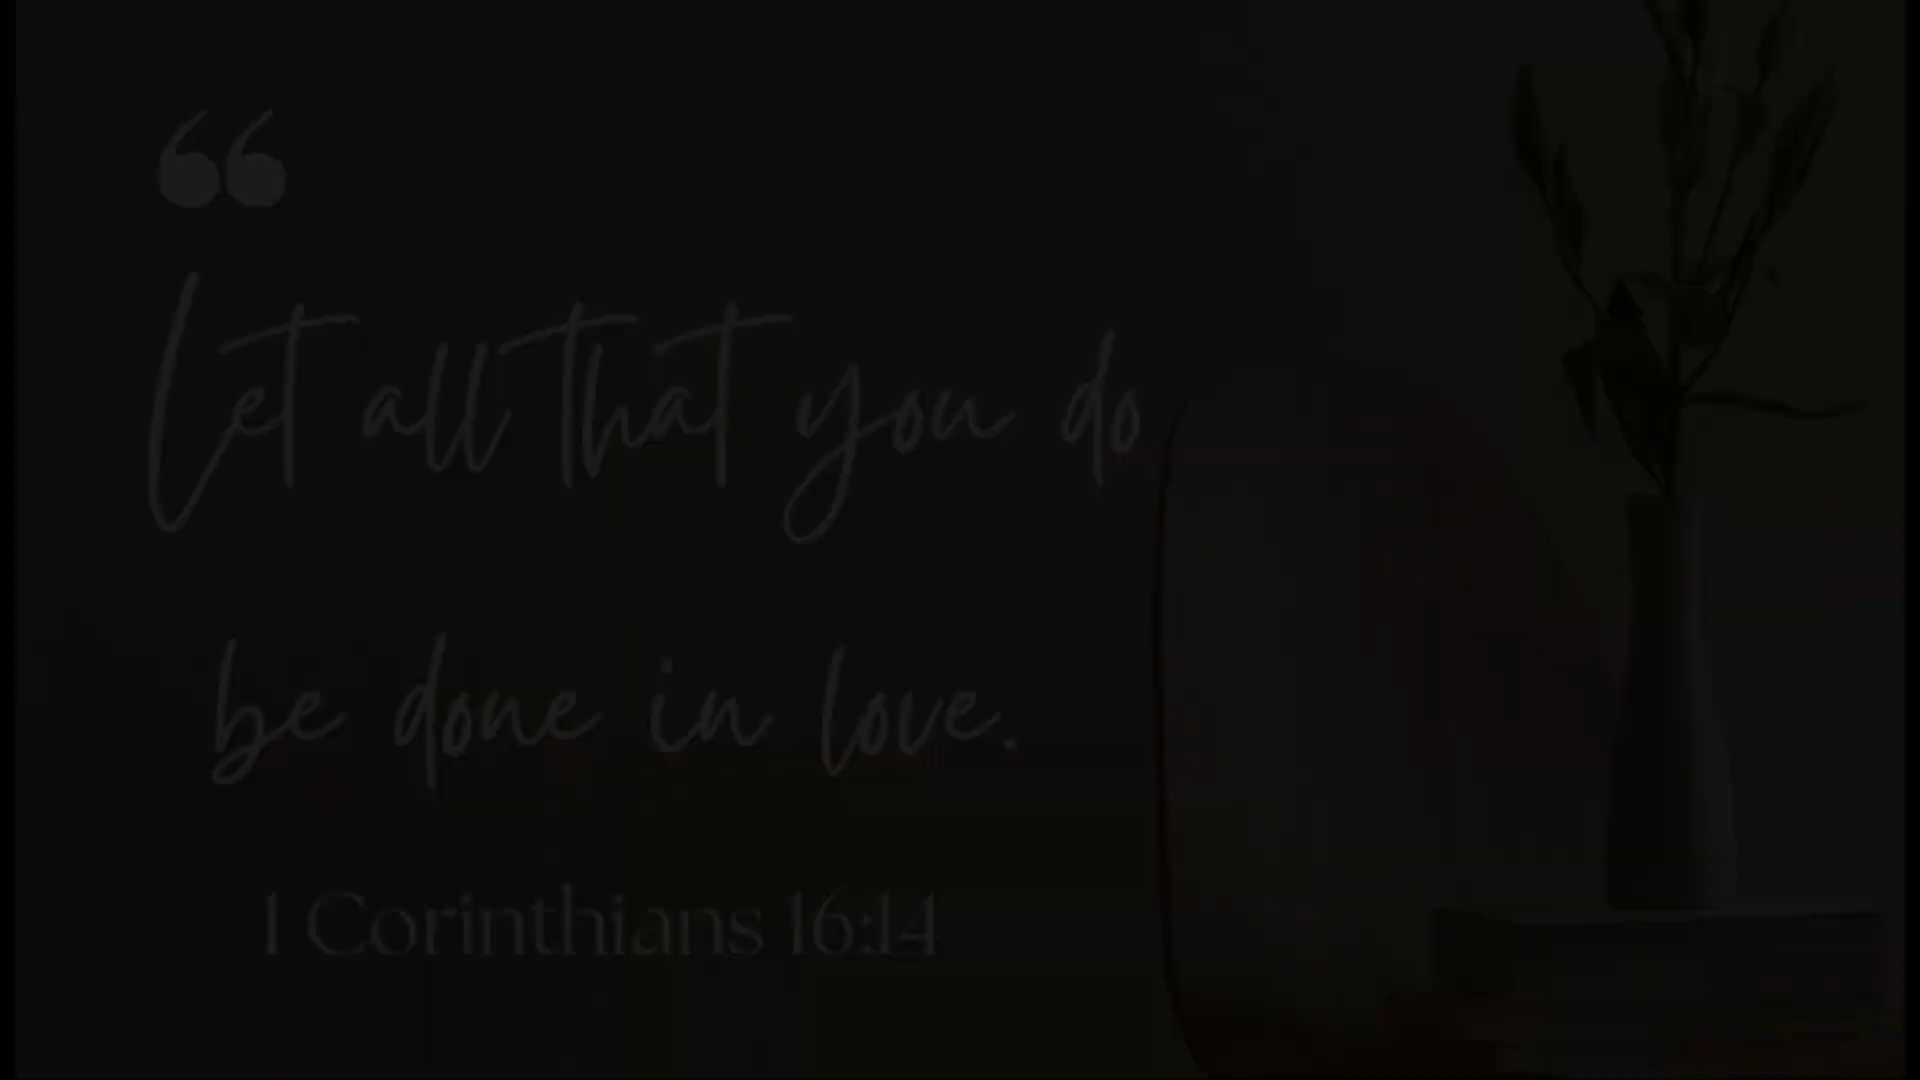 “
Let all that you do
be done in love.
1 Corinthians 16:14